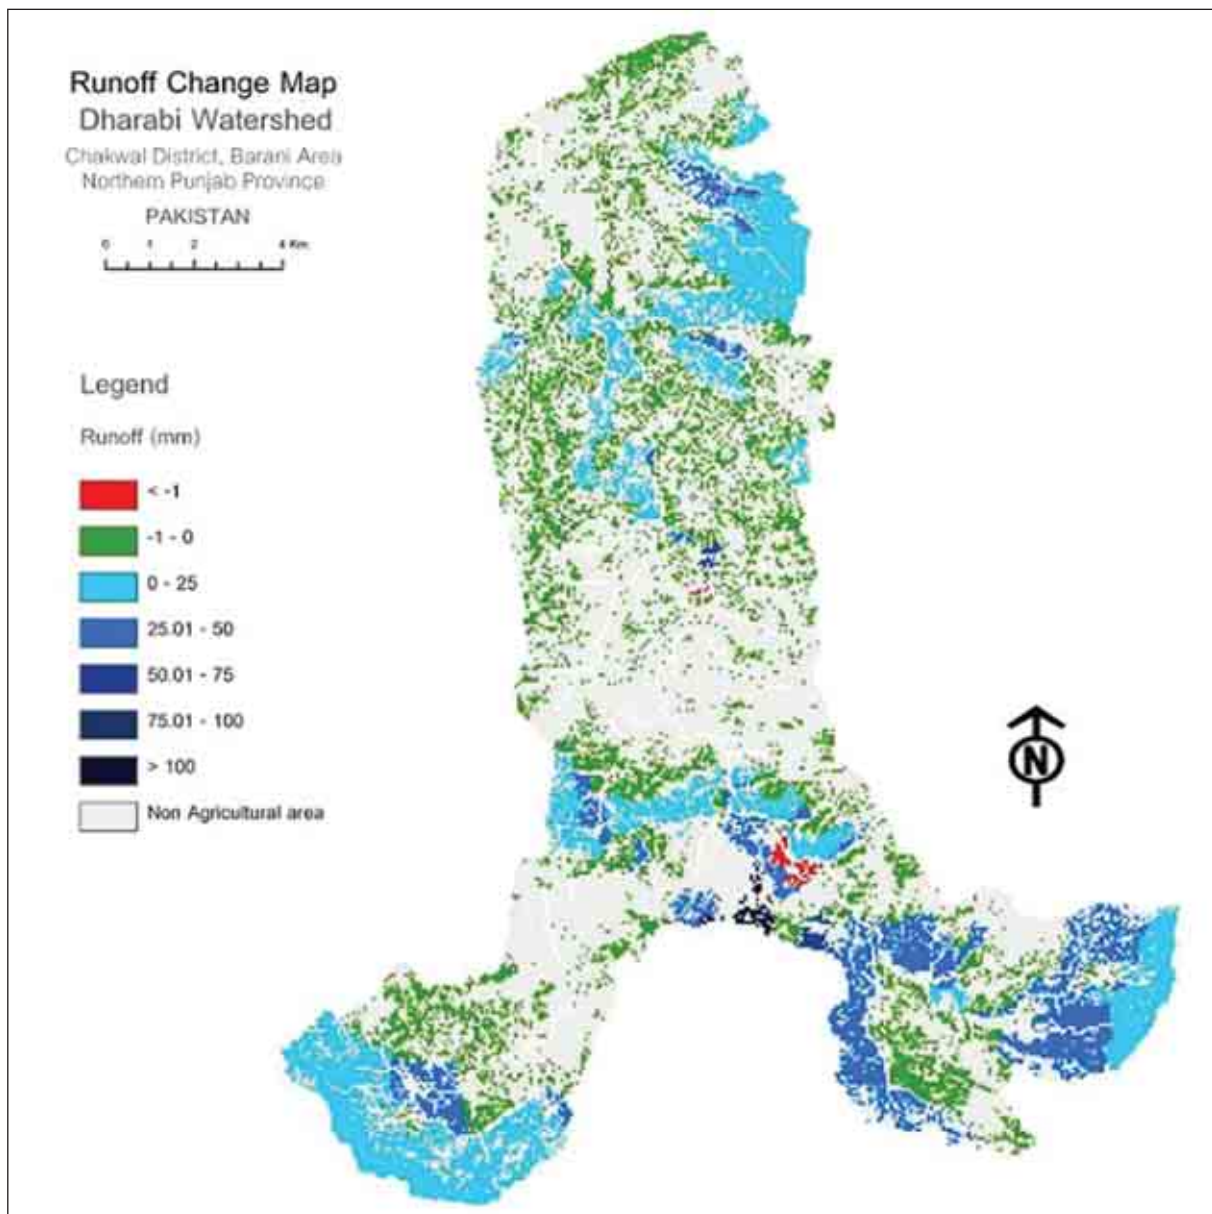 Runoff Change Map
Dharabi Watershed
Chakwal District, Barani Area
Northern Punjab Province
PAKISTAN
0 1 2 4 Km.
Legend
Runoff (mm)
< -1
-1 - 0
0 - 25
25.01 - 50
50.01 - 75
75.01 - 100
> 100
Non Agricultural area
N